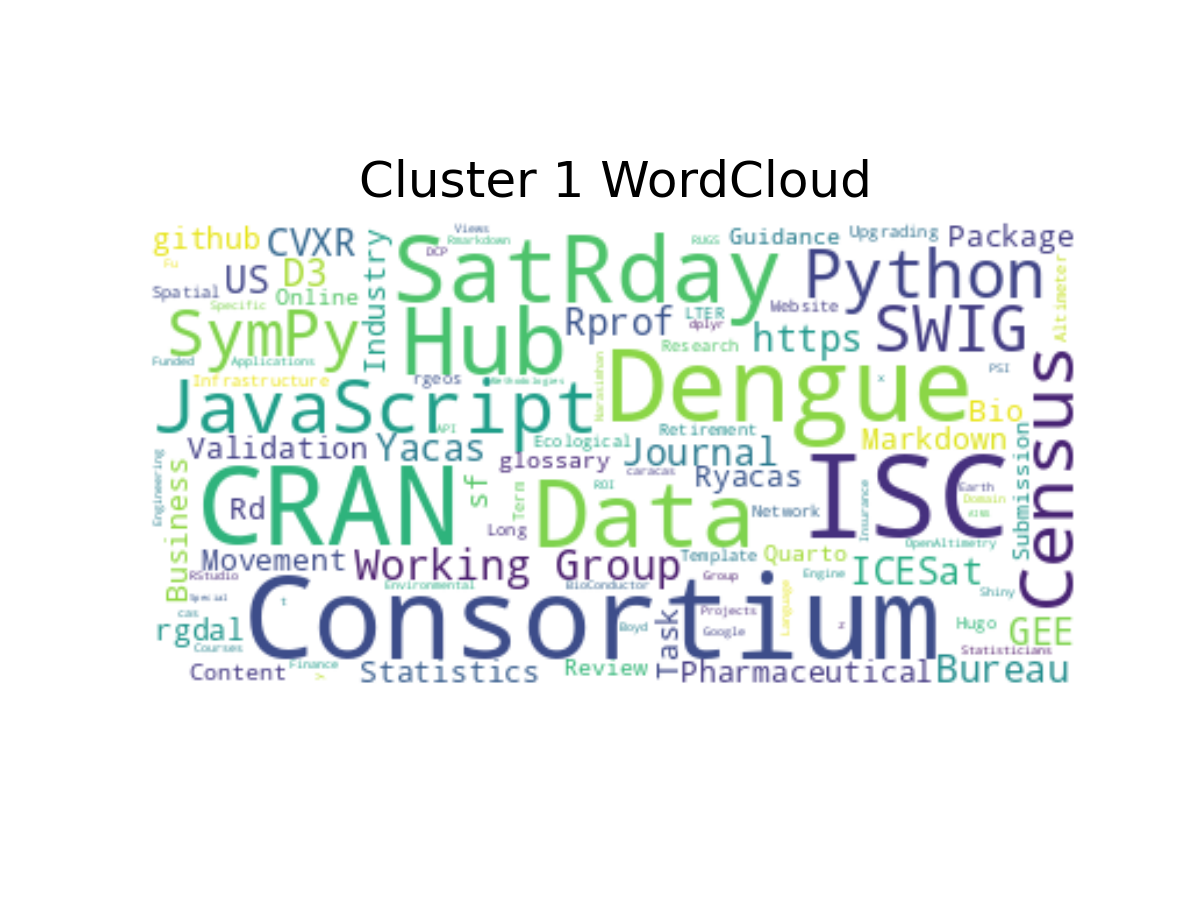 Cluster 1 WordCloud
github
CVXR
Industry
SatRday
Views
Rmarkdown
DCP
RUGS
Guidance
Upgrading
Package
Fu
US
D3
Python
Altimeter
Spatial
Online
Specific
Website
SymPy
Hub
Rprof
LTER
dplyr
https
SWIG
Research
Funded
Applications
Infrastructure
rgeos
Methodologers
Narasimhan
Dengue
x
PSI
Census
JavaScript
API
Bio
Validation
Yacas
Ecological
Retirement
Markdown
Journal
glossary
caracas
Ryacas
Submission
Engineering
Business
CRAN
Rd
sf
Term
ROI
Data
ISC
Insurance
Earth
Domain
Network
Long
OpenAltimetry
Movement
Working Group
Template
Quarto
ICESat
RStudio
Environmental
BioConductor
Group
Engine
Shiny
Special
t
Consortium
Language
cas
Projects
rgdal
Boyd
Task
Google
z
Hugo
GEE
Courses
Statisticians
Content
Finance
Statistics
Review
Pharmaceutical
Bureau